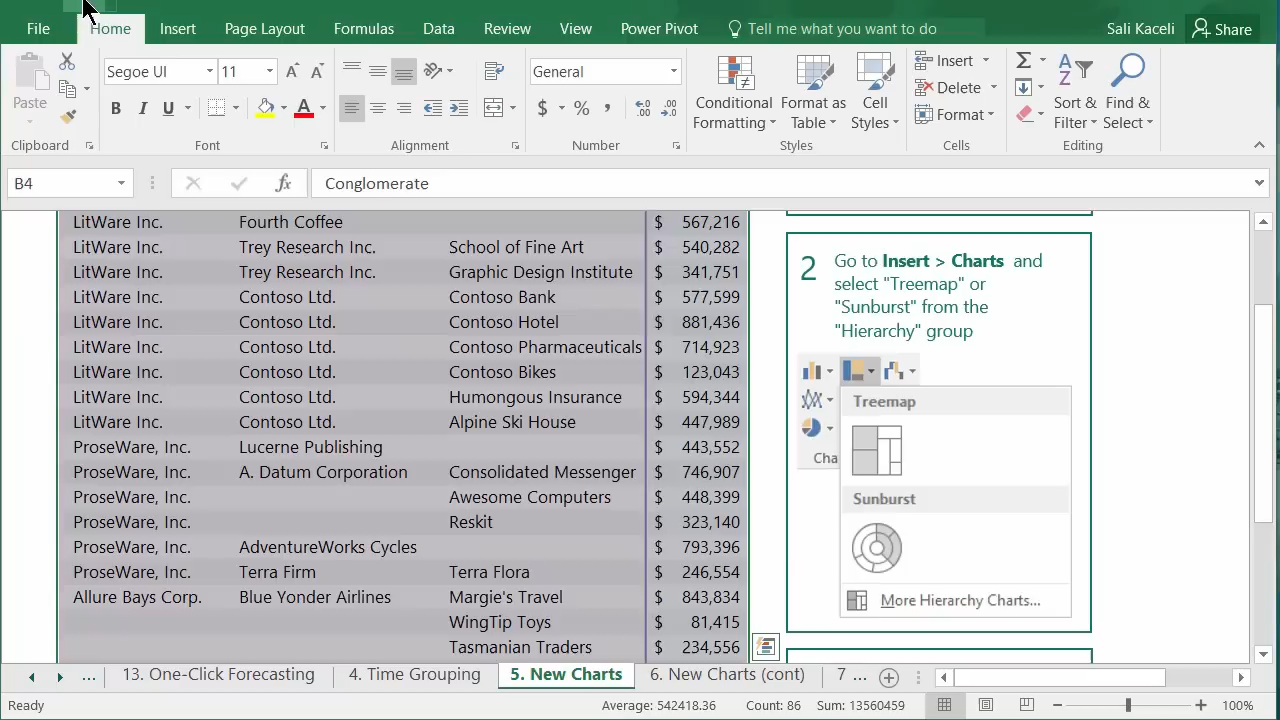 File Home Insert Page Layout Formulas Data Review View Power Pivot Tell me what you want to do Sali Kaceli Share
Paste
Segoe UI 11
General
B I U A
$ % ,
Conditional Formatting
Format as Table
Cell Styles
Insert
Delete
Format
Sort & Filter
Find & Select
Clipboard Font Alignment Number Styles Cells Editing
B4 fx Conglomerate
LitWare Inc. Fourth Coffee $ 567,216
LitWare Inc. Trey Research Inc. School of Fine Art $ 540,282
LitWare Inc. Trey Research Inc. Graphic Design Institute $ 341,751
LitWare Inc. Contoso Ltd. Contoso Bank $ 577,599
LitWare Inc. Contoso Ltd. Contoso Hotel $ 881,436
LitWare Inc. Contoso Ltd. Contoso Pharmaceuticals $ 714,923
LitWare Inc. Contoso Ltd. Contoso Bikes $ 123,043
LitWare Inc. Contoso Ltd. Humongous Insurance $ 594,344
LitWare Inc. Contoso Ltd. Alpine Ski House $ 447,989
ProseWare, Inc. Lucerne Publishing $ 443,552
ProseWare, Inc. A. Datum Corporation Consolidated Messenger $ 746,907
ProseWare, Inc. Awesome Computers $ 448,399
ProseWare, Inc. Reskit $ 323,140
ProseWare, Inc. AdventureWorks Cycles $ 793,396
ProseWare, Inc. Terra Firm Terra Flora $ 246,554
Allure Bays Corp. Blue Yonder Airlines Margie's Travel $ 843,834
WingTip Toys $ 81,415
Tasmanian Traders $ 234,556
2 Go to Insert > Charts and
select "Treemap" or
"Sunburst" from the
"Hierarchy" group
Treemap
Cha
Sunburst
More Hierarchy Charts...
... 13. One-Click Forecasting 4. Time Grouping 5. New Charts 6. New Charts (cont) 7 ...
Ready Average: 542418.36 Count: 86 Sum: 13560459 100%